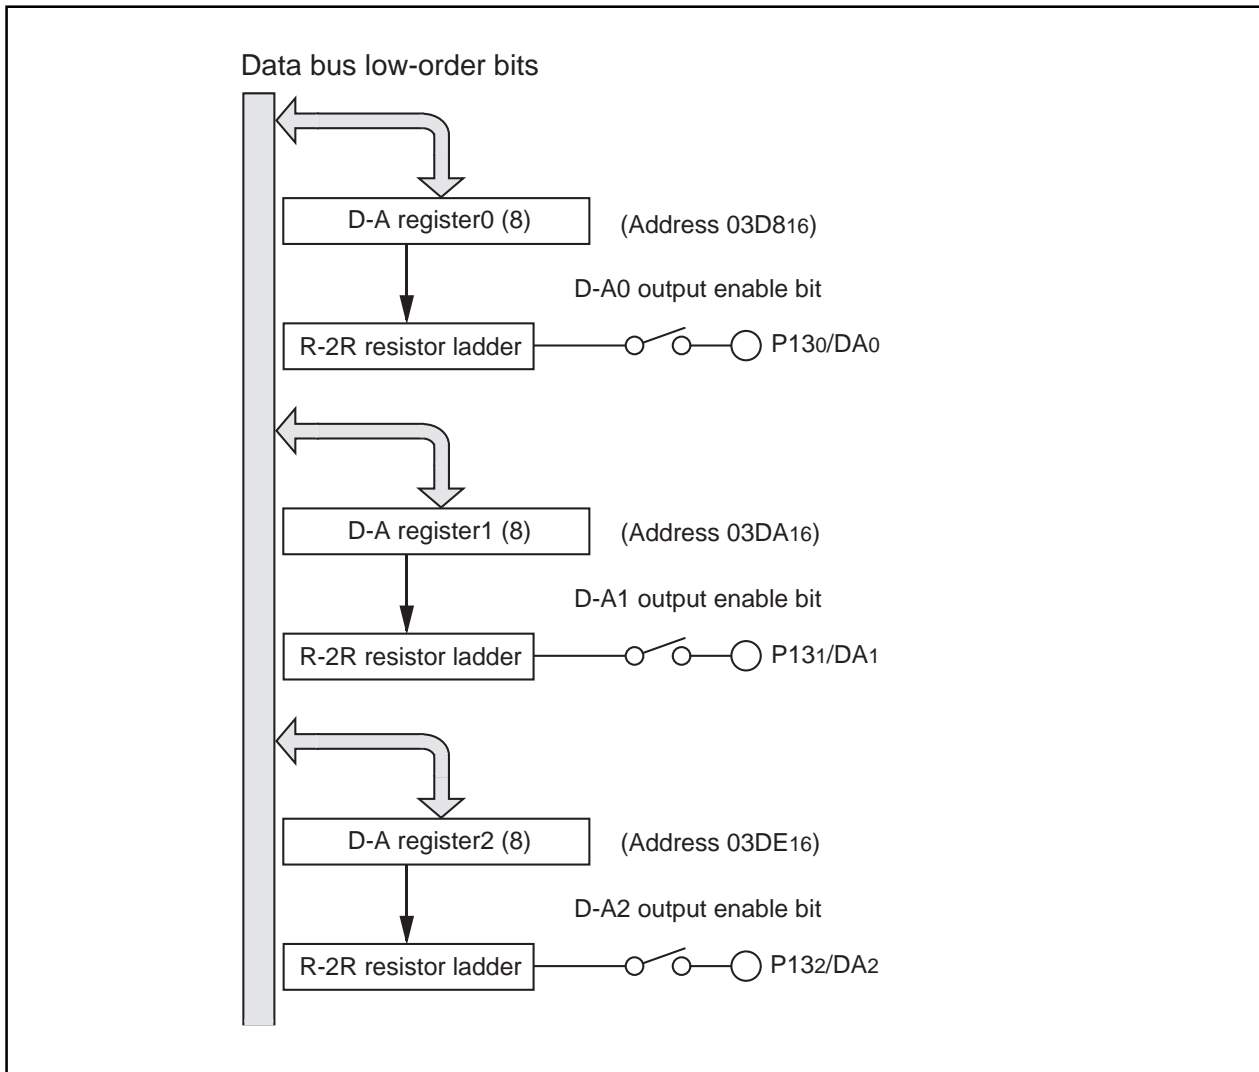 Data bus low-order bits
D-A register0 (8)
(Address 03D816)
D-A0 output enable bit
R-2R resistor ladder
P130/DA0
D-A register1 (8)
(Address 03DA16)
D-A1 output enable bit
R-2R resistor ladder
P131/DA1
D-A register2 (8)
(Address 03DE16)
D-A2 output enable bit
R-2R resistor ladder
P132/DA2